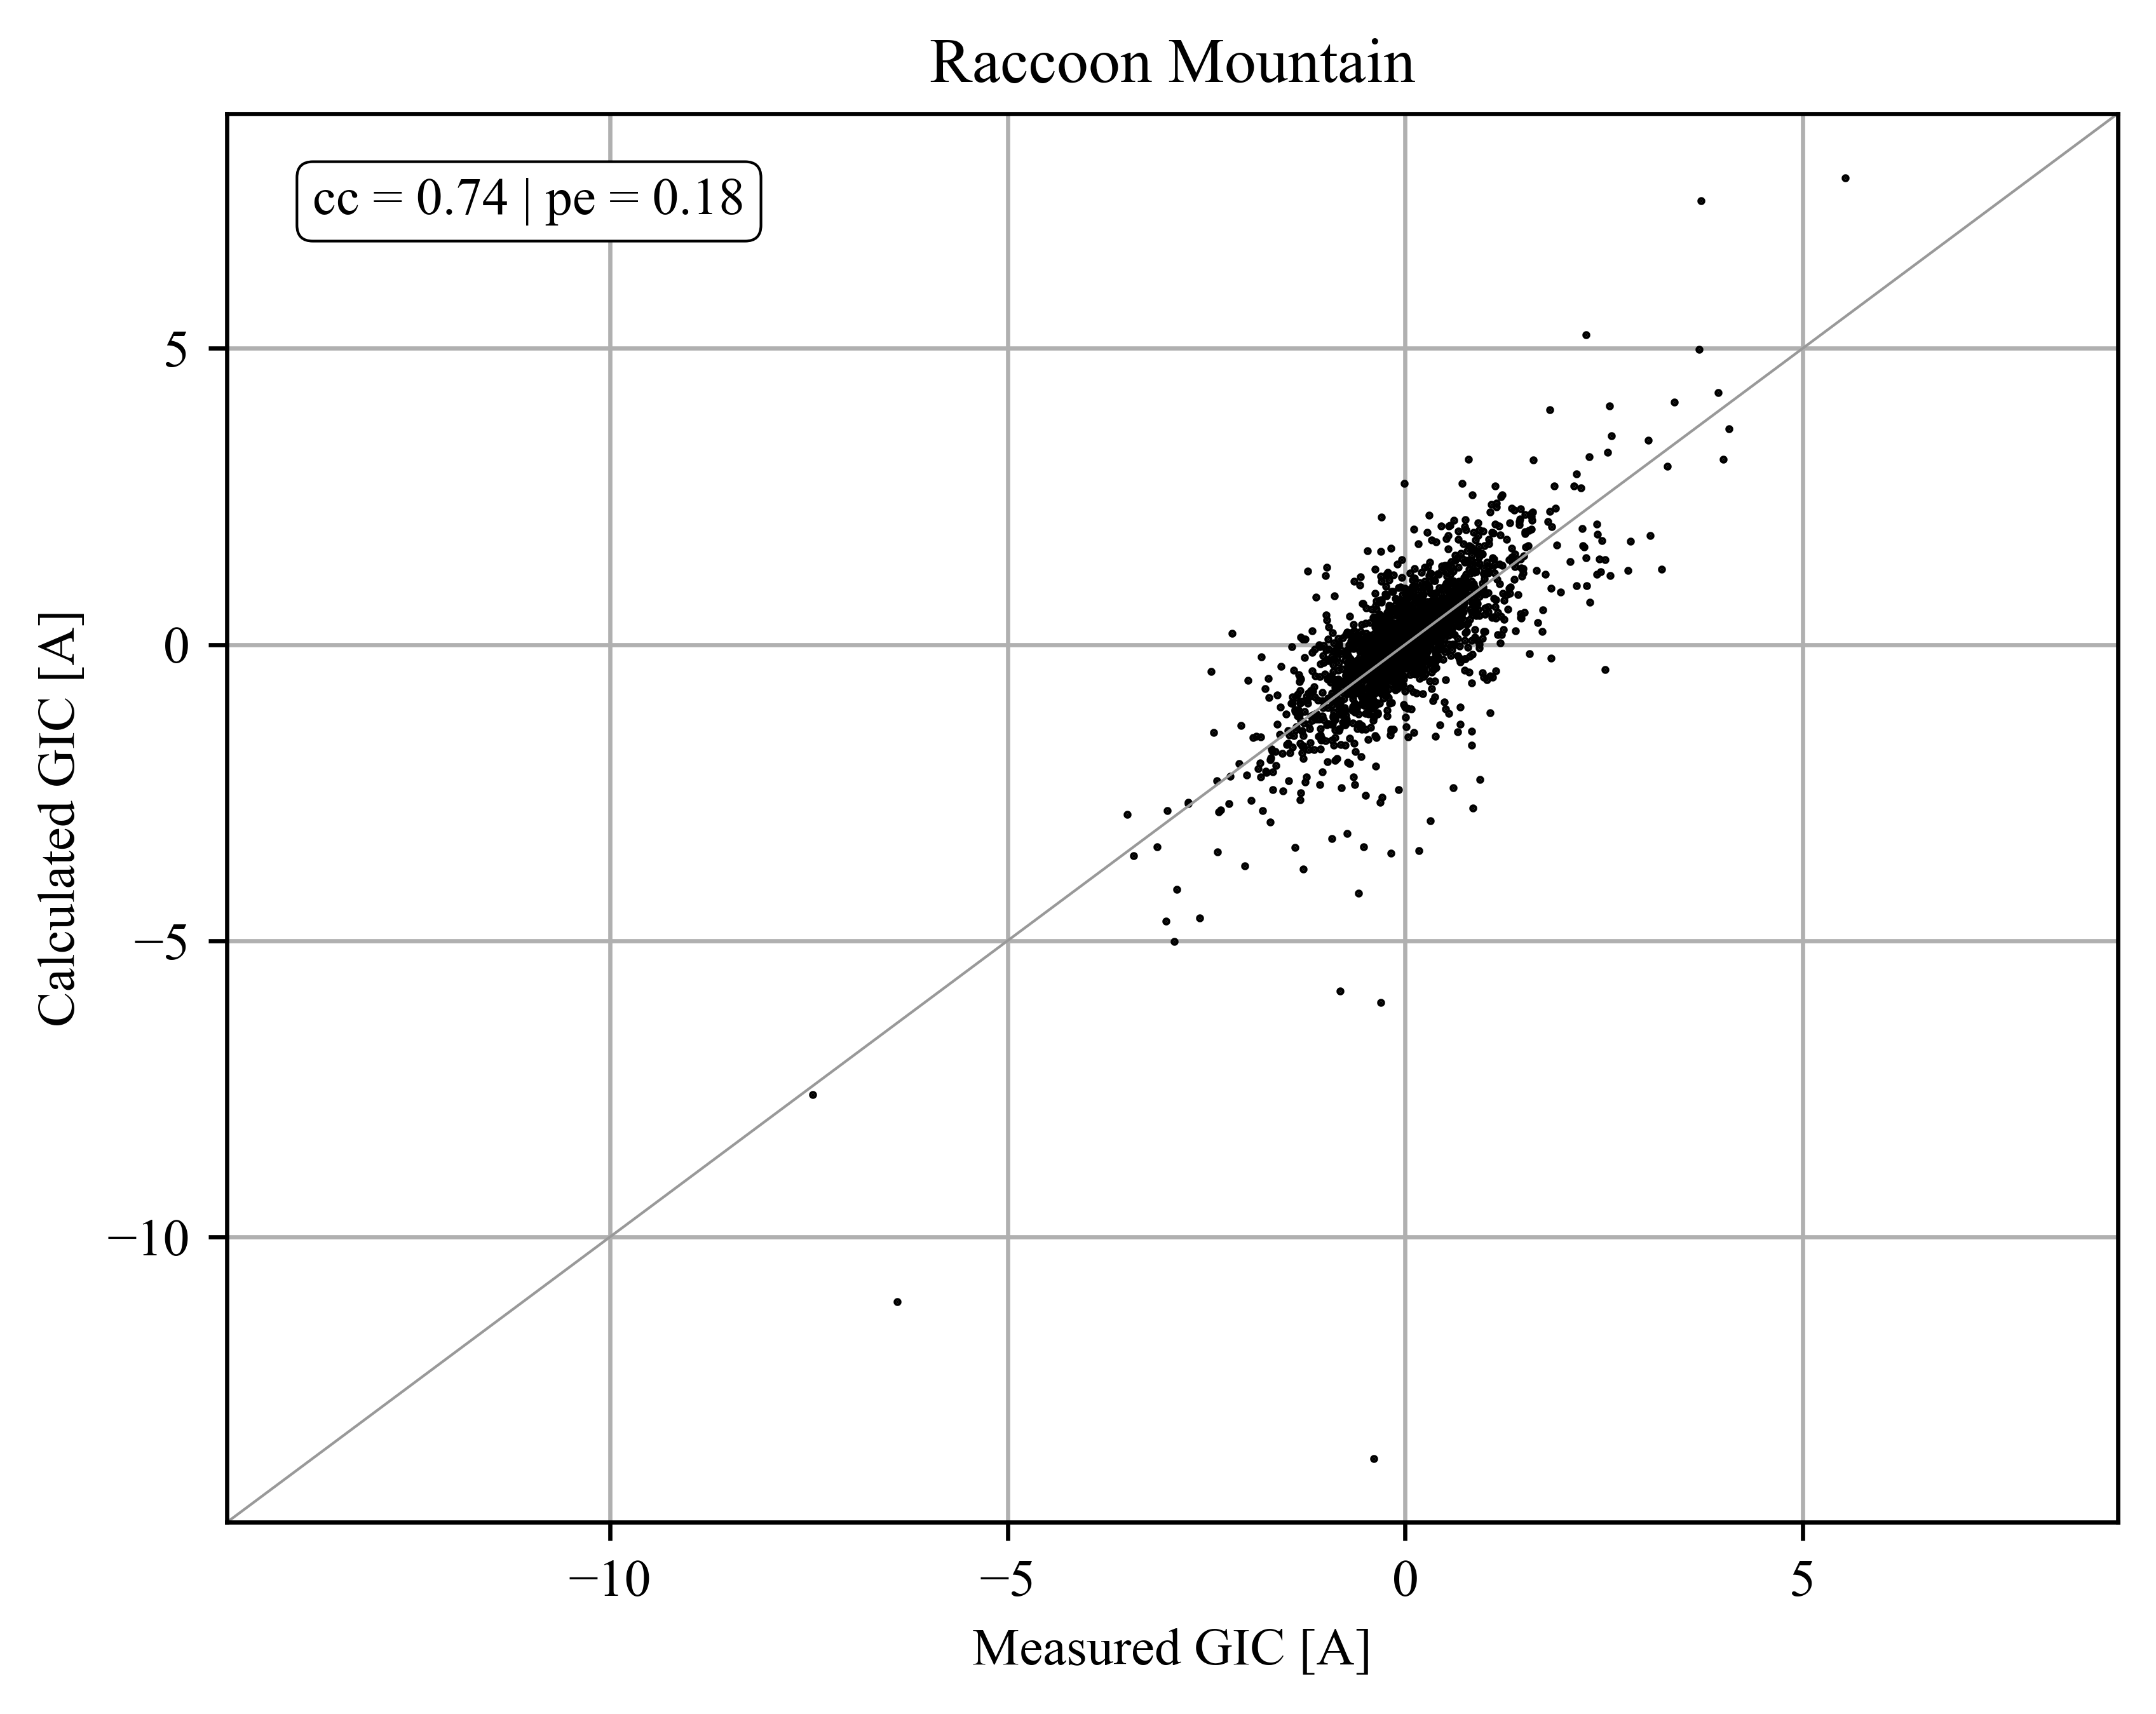 Raccoon Mountain
cc = 0.74 | pe = 0.18
5
0
−5
−10
Calculated GIC [A]
−10
−5
0
5
Measured GIC [A]